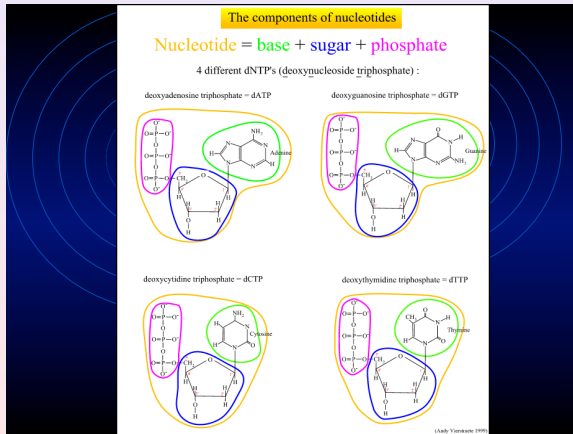 The components of nucleotides
Nucleotide = base + sugar + phosphate
4 different dNTP's (deoxynucleoside triphosphate) :
deoxyadenosine triphosphate = dATP
deoxyguanosine triphosphate = dGTP
Adenine
Guanine
deoxycytidine triphosphate = dCTP
deoxythymidine triphosphate = dTTP
Cytosine
Thymine
(Andy Vierstraete 1999)